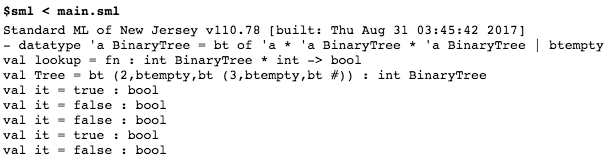 $sml < main.sml
Standard ML of New Jersey v110.78 [built: Thu Aug 31 03:45:42 2017]
- datatype 'a BinaryTree = bt of 'a * 'a BinaryTree * 'a BinaryTree | btempty
val lookup = fn : int BinaryTree * int -> bool
val Tree = bt (2,btempty,bt (3,btempty,bt #)) : int BinaryTree
val it = true : bool
val it = false : bool
val it = false : bool
val it = true : bool
val it = false : bool